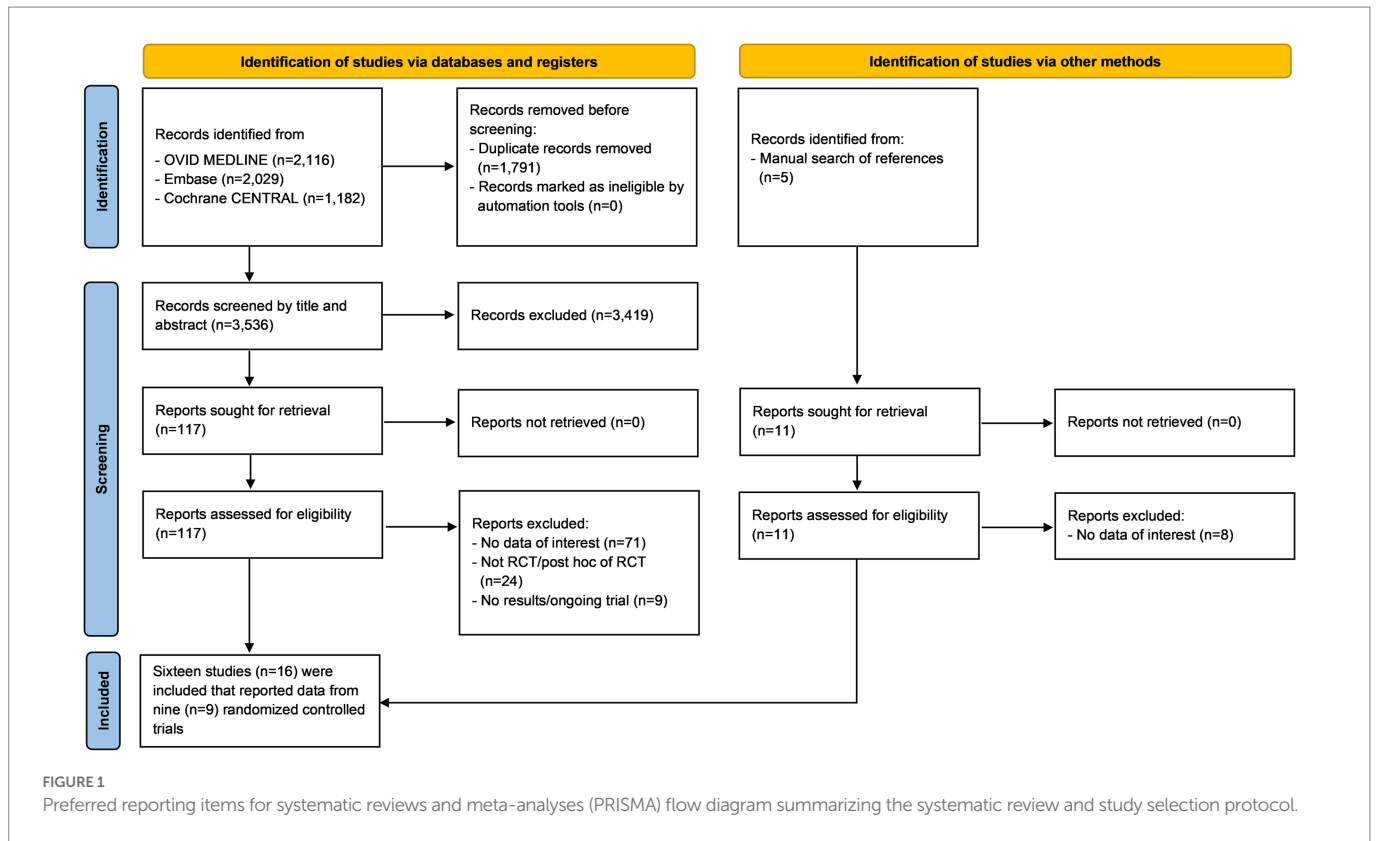 Identification of studies via databases and registers
Identification of studies via other methods
Identification
Records identified from
- OVID MEDLINE (n=2,116)
- Embase (n=2,029)
- Cochrane CENTRAL (n=1,182)
Records removed before
screening:
- Duplicate records removed
(n=1,791)
- Records marked as ineligible by
automation tools (n=0)
Records identified from:
- Manual search of references
(n=5)
Screening
Records screened by title and
abstract (n=3,536)
Records excluded (n=3,419)
Reports sought for retrieval
(n=117)
Reports not retrieved (n=0)
Reports sought for retrieval
(n=11)
Reports not retrieved (n=0)
Reports assessed for eligibility
(n=117)
Reports excluded:
- No data of interest (n=71)
- Not RCT/post hoc of RCT
(n=24)
- No results/ongoing trial (n=9)
Reports assessed for eligibility
(n=11)
Reports excluded:
- No data of interest (n=8)
Included
Sixteen studies (n=16) were
included that reported data from
nine (n=9) randomized controlled
trials
FIGURE 1
Preferred reporting items for systematic reviews and meta-analyses (PRISMA) flow diagram summarizing the systematic review and study selection protocol.